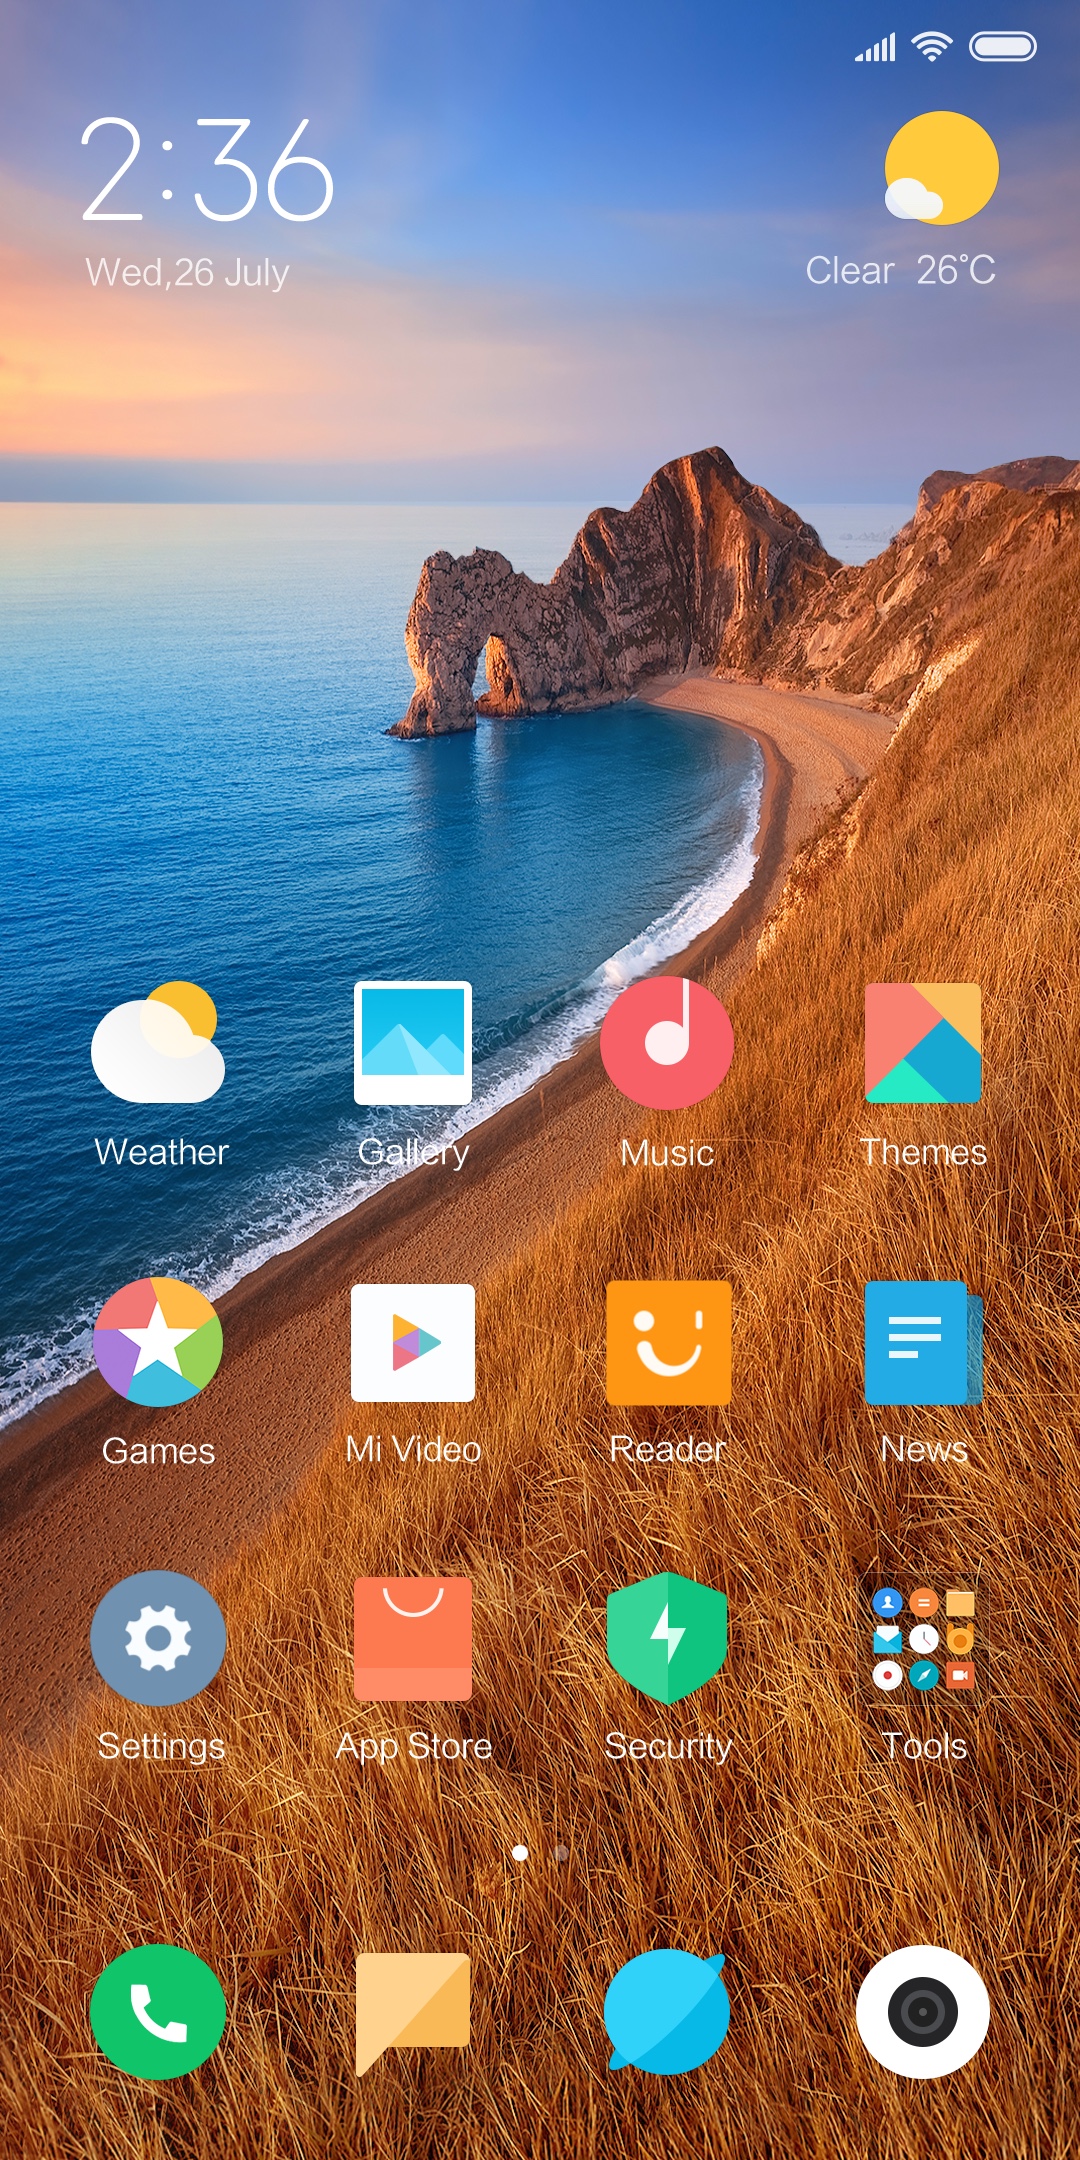 2:36
Wed,26 July
Clear 26°C
Weather
Gallery
Music
Themes
Games
Mi Video
Reader
News
Settings
App Store
Security
Tools